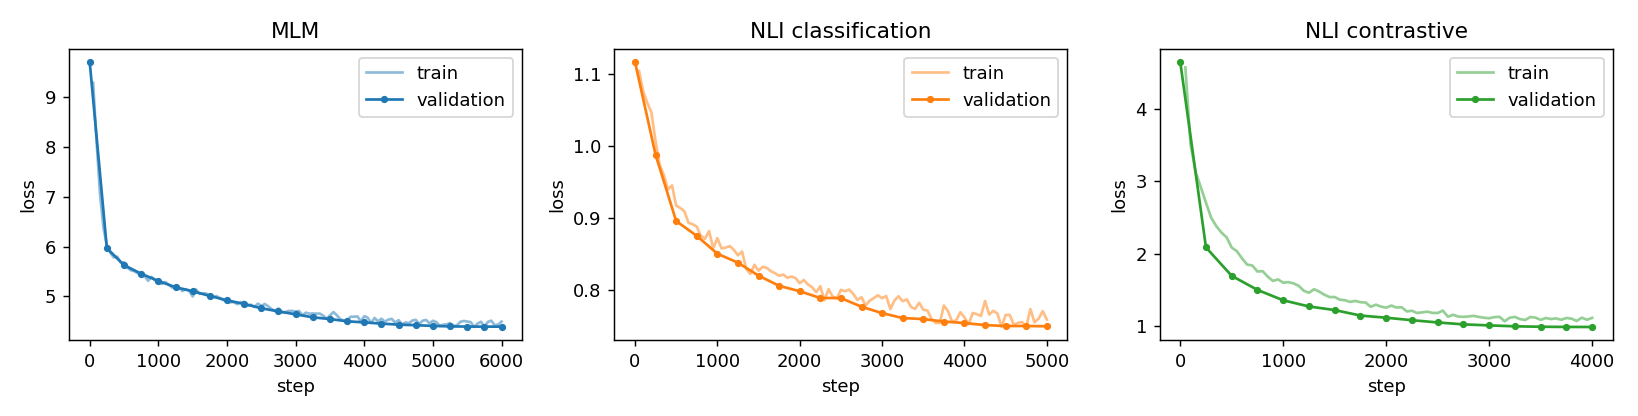 MLM
9
8
7
6
5
0
1000
2000
3000
4000
5000
6000
loss
step
train
validation
NLI classification
1.1
1.0
0.9
0.8
0
1000
2000
3000
4000
5000
loss
step
train
validation
NLI contrastive
4
3
2
1
0
1000
2000
3000
4000
loss
step
train
validation